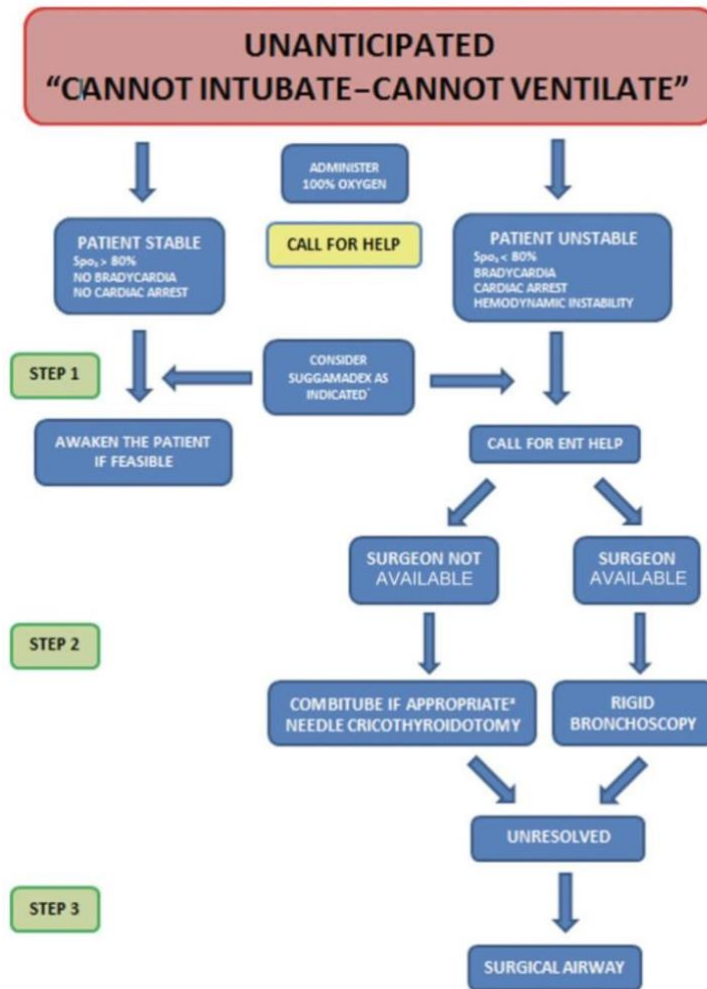 UNANTICIPATED
“CANNOT INTUBATE–CANNOT VENTILATE”
ADMINISTER
100% OXYGEN
CALL FOR HELP
PATIENT STABLE
Spo₂ > 80%
NO BRADYCARDIA
NO CARDIAC ARREST
PATIENT UNSTABLE
Spo₂ < 80%
BRADYCARDIA
CARDIAC ARREST
HEMODYNAMIC INSTABILITY
STEP 1
CONSIDER
SUGGAMADEX AS
INDICATED*
AWAKEN THE PATIENT
IF FEASIBLE
CALL FOR ENT HELP
SURGEON NOT
AVAILABLE
SURGEON
AVAILABLE
STEP 2
COMBITUBE IF APPROPRIATE*
NEEDLE CRICOTHYROIDOTOMY
RIGID
BRONCHOSCOPY
UNRESOLVED
STEP 3
SURGICAL AIRWAY